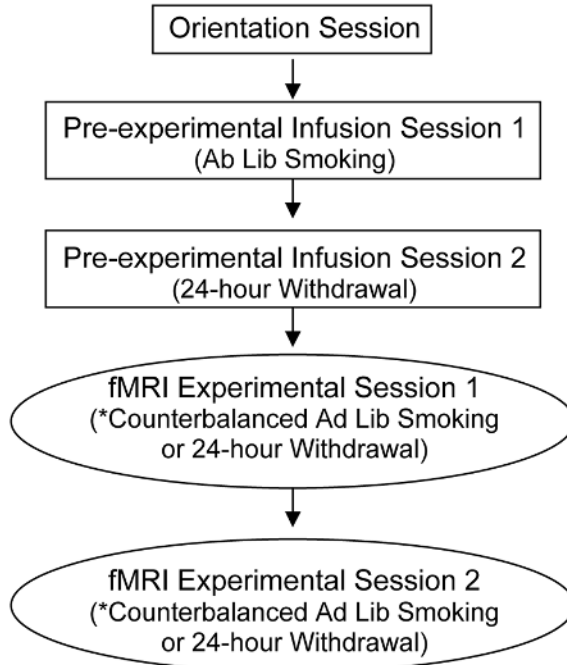 Orientation Session
Pre-experimental Infusion Session 1
(Ab Lib Smoking)
Pre-experimental Infusion Session 2
(24-hour Withdrawal)
fMRI Experimental Session 1
(*Counterbalanced Ad Lib Smoking
or 24-hour Withdrawal)
fMRI Experimental Session 2
(*Counterbalanced Ad Lib Smoking
or 24-hour Withdrawal)